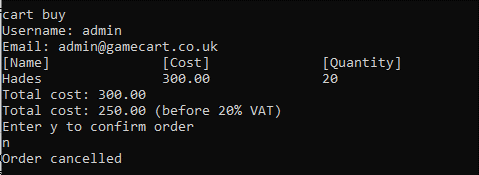 cart buy
Username: admin
Email: admin@gamecart.co.uk
[Name] [Cost] [Quantity]
Hades 300.00 20
Total cost: 300.00
Total cost: 250.00 (before 20% VAT)
Enter y to confirm order
n
Order cancelled